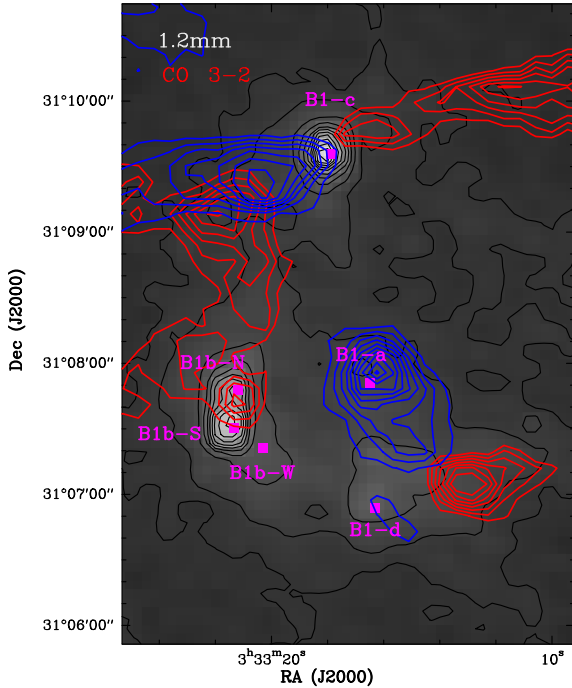 1.2mm
CO 3-2
B1-c
31°10′00″
31°09′00″
31°08′00″
B1-a
B1b-N
B1b-S
B1b-W
31°07′00″
B1-d
31°06′00″
Dec (J2000)
3ʰ33ᵐ20ˢ
10ˢ
RA (J2000)